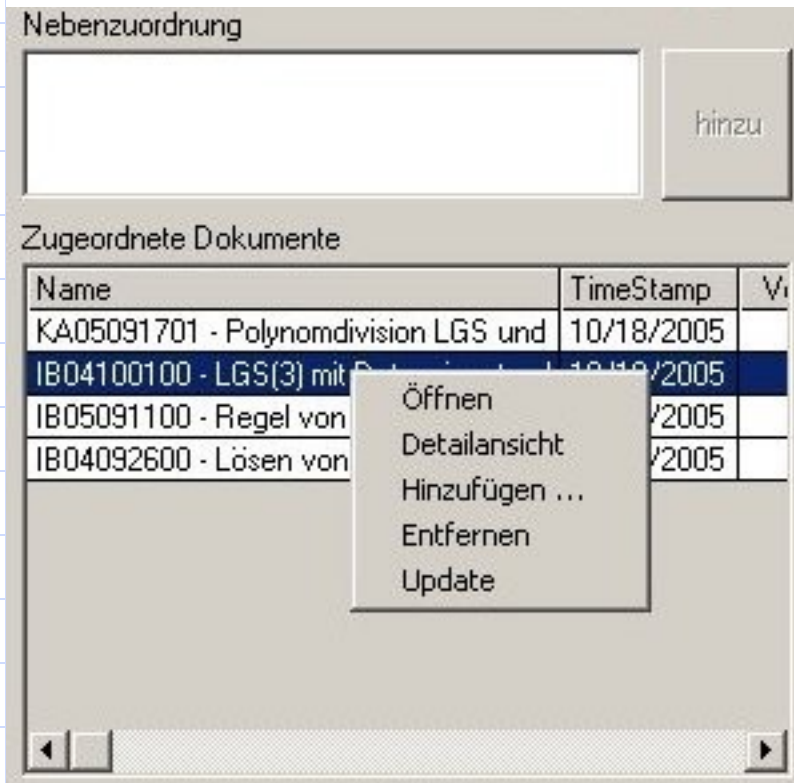 Nebenzuordnung
hinzu
Zugeordnete Dokumente
Name TimeStamp
KA05091701 - Polynomdivision LGS und 10/18/2005
IB04100100 - LGS(3) mit /2005
IB05091100 - Regel von /2005
IB04092600 - Lösen von /2005
Öffnen
Detailansicht
Hinzufügen ...
Entfernen
Update